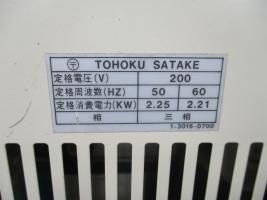 〒 TOHOKU SATAKE
定格電圧(V) 200
定格周波数(HZ) 50 60
定格消費電力(KW) 2.25 2.21
相 三相
1-3016-0700